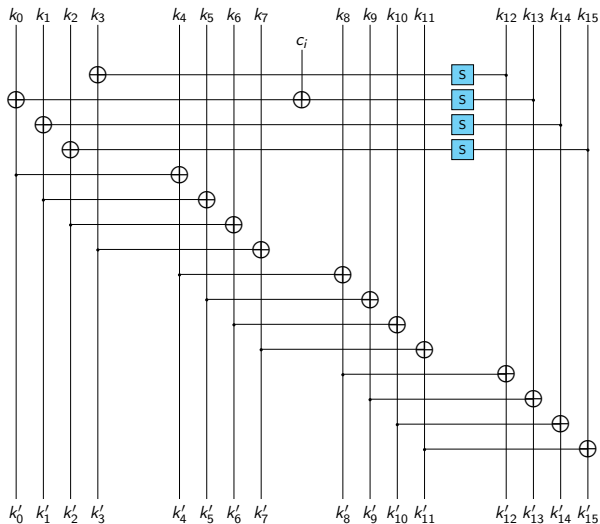 k₀ k₁ k₂ k₃ k₄ k₅ k₆ k₇ k₈ k₉ k₁₀ k₁₁ k₁₂ k₁₃ k₁₄ k₁₅
cᵢ
S
S
S
S
k′₀ k′₁ k′₂ k′₃ k′₄ k′₅ k′₆ k′₇ k′₈ k′₉ k′₁₀ k′₁₁ k′₁₂ k′₁₃ k′₁₄ k′₁₅